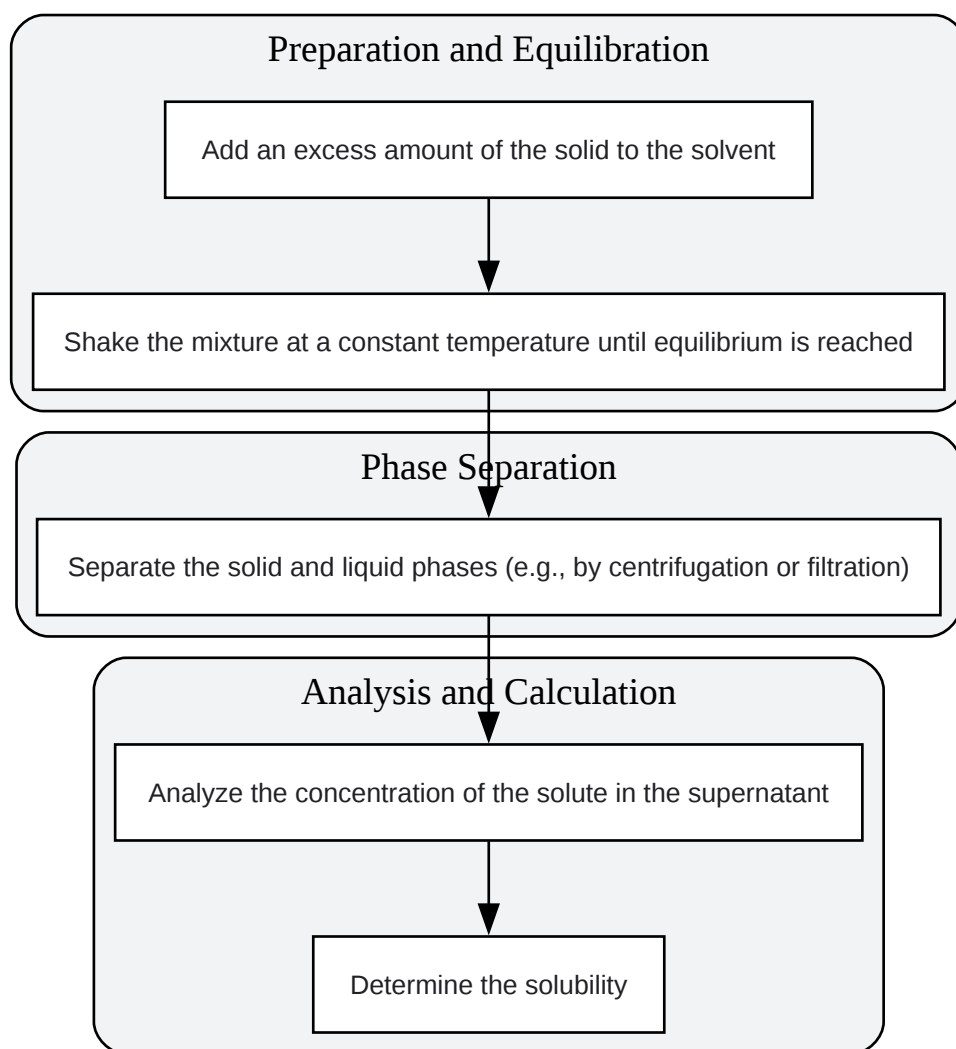 Preparation and Equilibration
Add an excess amount of the solid to the solvent
Shake the mixture at a constant temperature until equilibrium is reached
Phase Separation
Separate the solid and liquid phases (e.g., by centrifugation or filtration)
Analysis and Calculation
Analyze the concentration of the solute in the supernatant
Determine the solubility